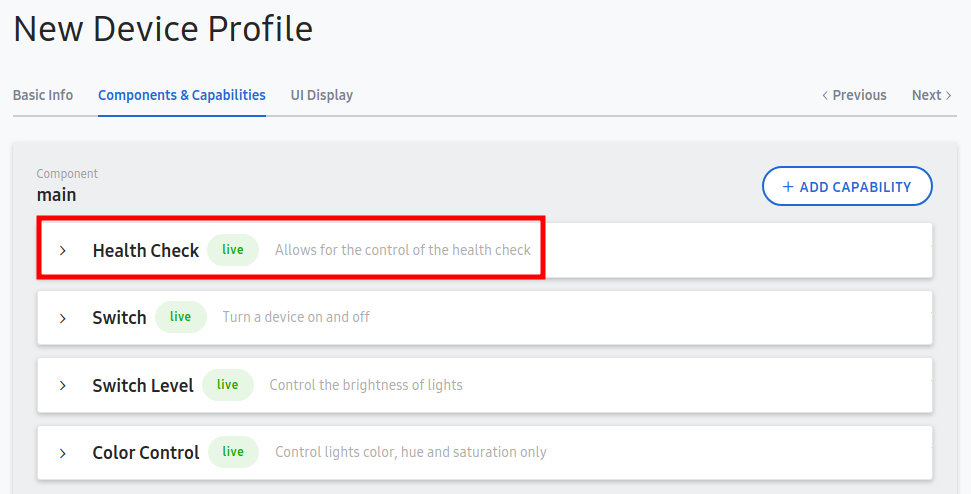 New Device Profile
Basic Info Components & Capabilities UI Display < Previous Next >
Component
main
+ ADD CAPABILITY
> Health Check live Allows for the control of the health check
> Switch live Turn a device on and off
> Switch Level live Control the brightness of lights
> Color Control live Control lights color, hue and saturation only